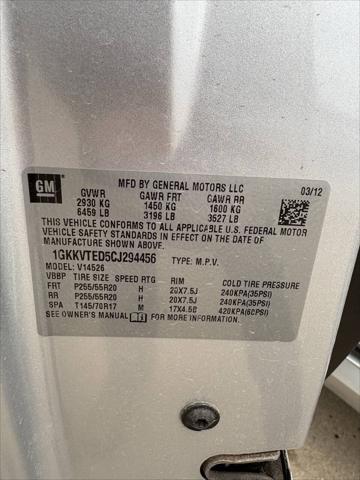 GM
MFD BY GENERAL MOTORS LLC
03/12
GVWR GAWR FRT GAWR RR
2930 KG 1450 KG 1600 KG
6459 LB 3196 LB 3527 LB
THIS VEHICLE CONFORMS TO ALL APPLICABLE U.S. FEDERAL MOTOR
VEHICLE SAFETY STANDARDS IN EFFECT ON THE DATE OF
MANUFACTURE SHOWN ABOVE.
1GKKVTED5CJ294456 TYPE: M.P.V.
MODEL: V14526
VBBP TIRE SIZE SPEED RTG RIM COLD TIRE PRESSURE
FRT P255/55R20 H 20X7.5J 240KPA(35PSI)
RR P255/55R20 H 20X7.5J 240KPA(35PSI)
SPA T145/70R17 M 17X4.5B 420KPA(60PSI)
SEE OWNER'S MANUAL FOR MORE INFORMATION